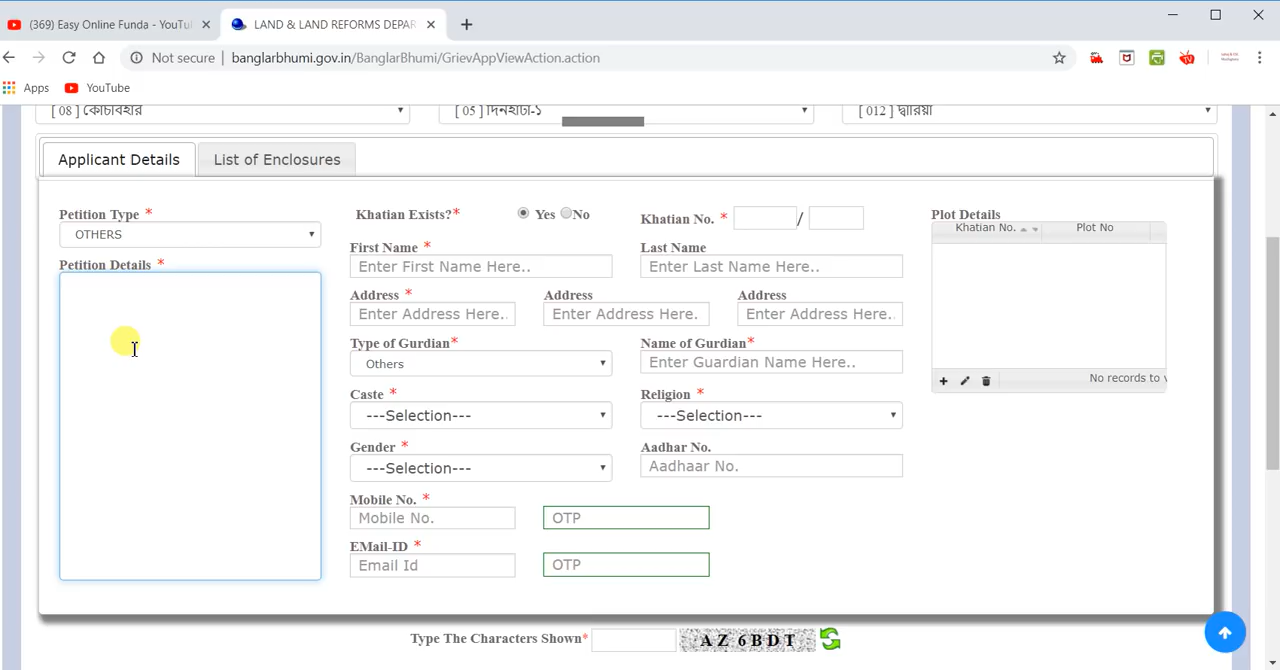 (369) Easy Online Funda - YouTu
LAND & LAND REFORMS DEPAR
Not secure | banglarbhumi.gov.in/BanglarBhumi/GrievAppViewAction.action
Apps YouTube
[ 08 ] কোচবিহার [ 05 ] দিনহাটা-১ [ 012 ] দ্বারিয়া
Applicant Details List of Enclosures
Petition Type * Khatian Exists?* Yes No Khatian No. * / Plot Details
OTHERS Khatian No. Plot No
First Name * Last Name
Petition Details * Enter First Name Here.. Enter Last Name Here..
Address * Address Address
Enter Address Here.. Enter Address Here. Enter Address Here.
Type of Gurdian* Name of Gurdian*
Others Enter Guardian Name Here..
No records to v
Caste * Religion *
---Selection--- ---Selection---
Gender * Aadhar No.
---Selection--- Aadhaar No.
Mobile No. *
Mobile No. OTP
EMail-ID *
Email Id OTP
Type The Characters Shown* A Z 6 B D T